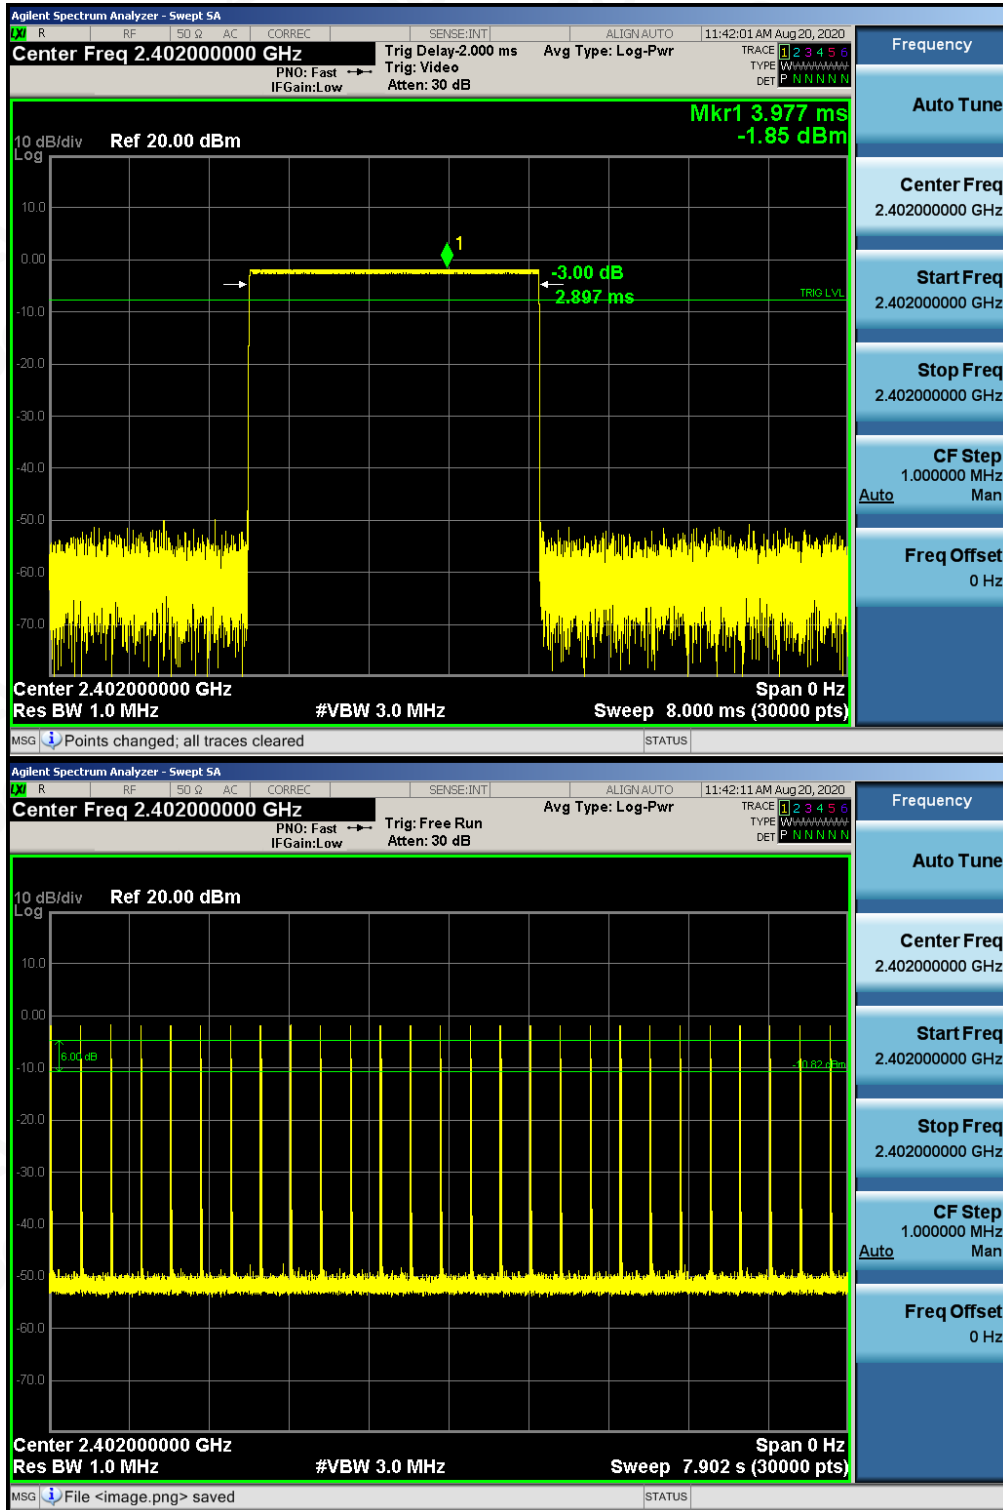 Agilent Spectrum Analyzer - Swept SA
LXI R RF 50 Ω AC CORREC SENSE:INT ALIGN AUTO 11:42:01 AM Aug 20, 2020
Center Freq 2.402000000 GHz
PNO: Fast
IFGain:Low
Trig Delay-2.000 ms
Trig: Video
Atten: 30 dB
Avg Type: Log-Pwr
TRACE 1 2 3 4 5 6
TYPE W
DET P N N N N N
Mkr1 3.977 ms
-1.85 dBm
10 dB/div Ref 20.00 dBm
Log
10.0
0.00
-10.0
-20.0
-30.0
-40.0
-50.0
-60.0
-70.0
1
-3.00 dB
2.897 ms
TRIG LVL
Center 2.402000000 GHz Span 0 Hz
Res BW 1.0 MHz #VBW 3.0 MHz Sweep 8.000 ms (30000 pts)
MSG Points changed; all traces cleared STATUS
Frequency
Auto Tune
Center Freq
2.402000000 GHz
Start Freq
2.402000000 GHz
Stop Freq
2.402000000 GHz
CF Step
1.000000 MHz
Auto Man
Freq Offset
0 Hz
Agilent Spectrum Analyzer - Swept SA
LXI R RF 50 Ω AC CORREC SENSE:INT ALIGN AUTO 11:42:11 AM Aug 20, 2020
Center Freq 2.402000000 GHz
PNO: Fast
IFGain:Low
Trig: Free Run
Atten: 30 dB
Avg Type: Log-Pwr
TRACE 1 2 3 4 5 6
TYPE W
DET P N N N N N
10 dB/div Ref 20.00 dBm
Log
10.0
0.00
-10.0
-20.0
-30.0
-40.0
-50.0
-60.0
-70.0
6.00 dB
-10.82 dBm
Center 2.402000000 GHz Span 0 Hz
Res BW 1.0 MHz #VBW 3.0 MHz Sweep 7.902 s (30000 pts)
MSG File <image.png> saved STATUS
Frequency
Auto Tune
Center Freq
2.402000000 GHz
Start Freq
2.402000000 GHz
Stop Freq
2.402000000 GHz
CF Step
1.000000 MHz
Auto Man
Freq Offset
0 Hz